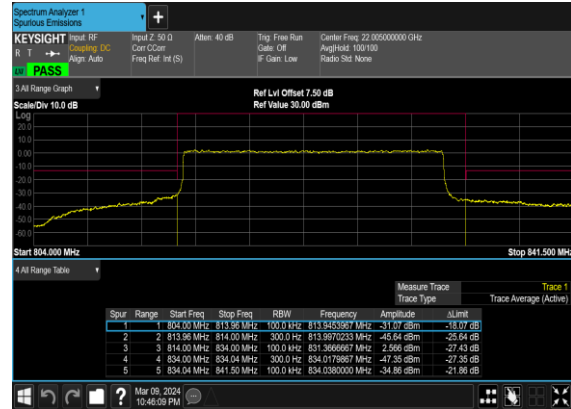 Spectrum Analyzer 1
Spurious Emissions
KEYSIGHT Input: RF Input Z: 50 Ω Atten: 40 dB Trig: Free Run Center Freq: 22.005000000 GHz
R T Coupling: DC Corr CCorr Gate: Off Avg|Hold: 100/100
Align: Auto Freq Ref: Int (S) IF Gain: Low Radio Std: None
PASS
3 All Range Graph
Ref Lvl Offset 7.50 dB
Scale/Div 10.0 dB Ref Value 30.00 dBm
Log
20.0
10.0
0.00
-10.0
-20.0
-30.0
-40.0
-50.0
-60.0
Start 804.000 MHz Stop 841.500 MHz
4 All Range Table
Measure Trace Trace 1
Trace Type Trace Average (Active)
Spur Range Start Freq Stop Freq RBW Frequency Amplitude ΔLimit
1 1 804.00 MHz 813.96 MHz 100.0 kHz 813.9453967 MHz -31.07 dBm -18.07 dB
2 2 813.96 MHz 814.00 MHz 300.0 Hz 813.9970233 MHz -45.64 dBm -25.64 dB
3 3 814.00 MHz 834.00 MHz 100.0 kHz 831.3666667 MHz 2.566 dBm -27.43 dB
4 4 834.00 MHz 834.04 MHz 300.0 Hz 834.0179867 MHz -47.35 dBm -27.35 dB
5 5 834.04 MHz 841.50 MHz 100.0 kHz 834.0380000 MHz -34.86 dBm -21.86 dB
Mar 09, 2024
10:46:09 PM